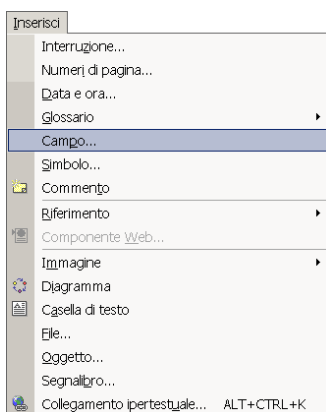 Inserisci
Interruzione...
Numeri di pagina...
Data e ora...
Glossario
Campo...
Simbolo...
Commento
Riferimento
Componente Web...
Immagine
Diagramma
Casella di testo
File...
Oggetto...
Segnalibro...
Collegamento ipertestuale... ALT+CTRL+K